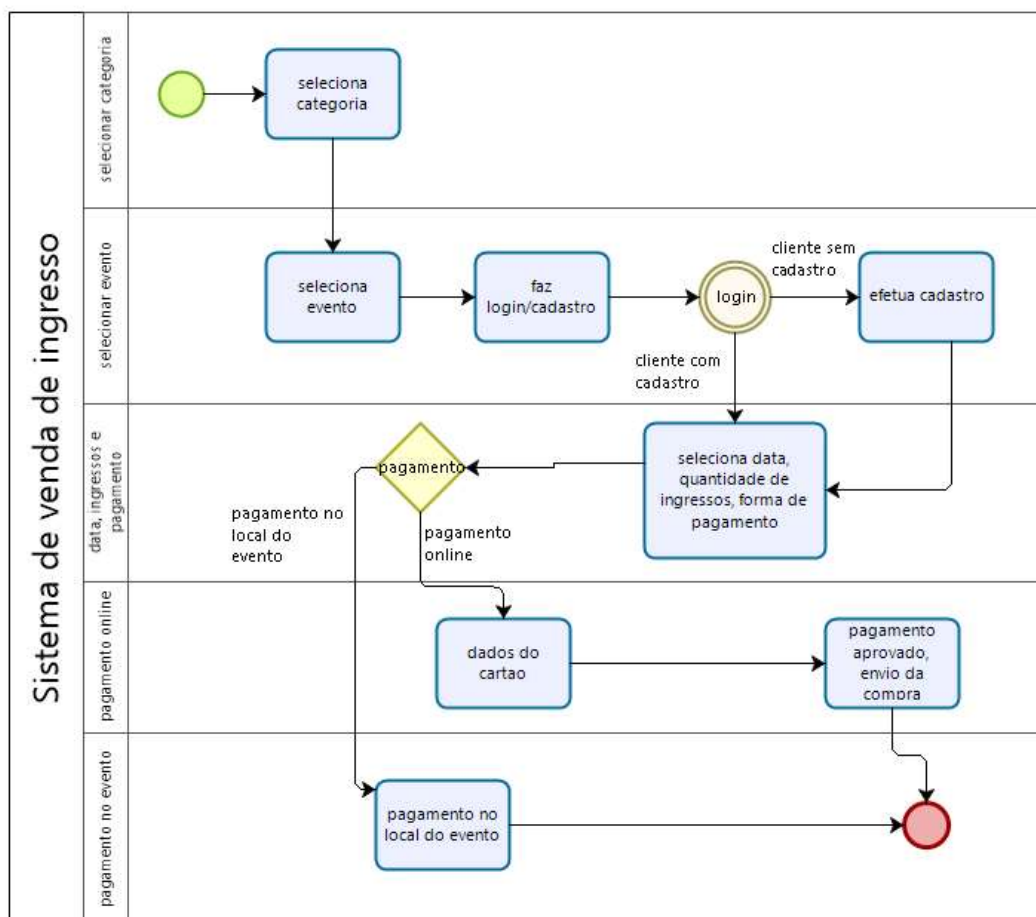 Sistema de venda de ingresso
selecionar categoria
seleciona
categoria
selecionar evento
seleciona
evento
faz
login/cadastro
login
cliente sem
cadastro
efetua cadastro
cliente com
cadastro
data, ingressos e
pagamento
pagamento
seleciona data,
quantidade de
ingressos, forma de
pagamento
pagamento no
local do
evento
pagamento
online
pagamento online
dados do
cartao
pagamento
aprovado,
envio da
compra
pagamento no evento
pagamento no
local do evento